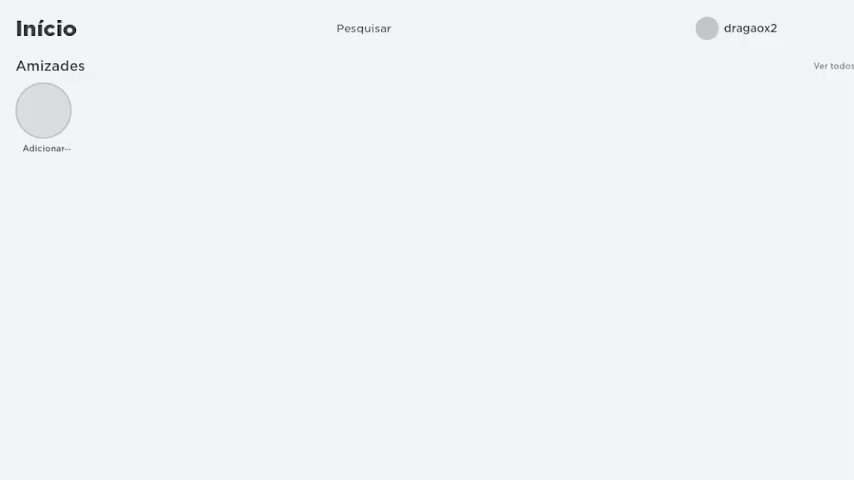 Início
Pesquisar
dragaox2
Amizades
Ver todos
Adicionar...